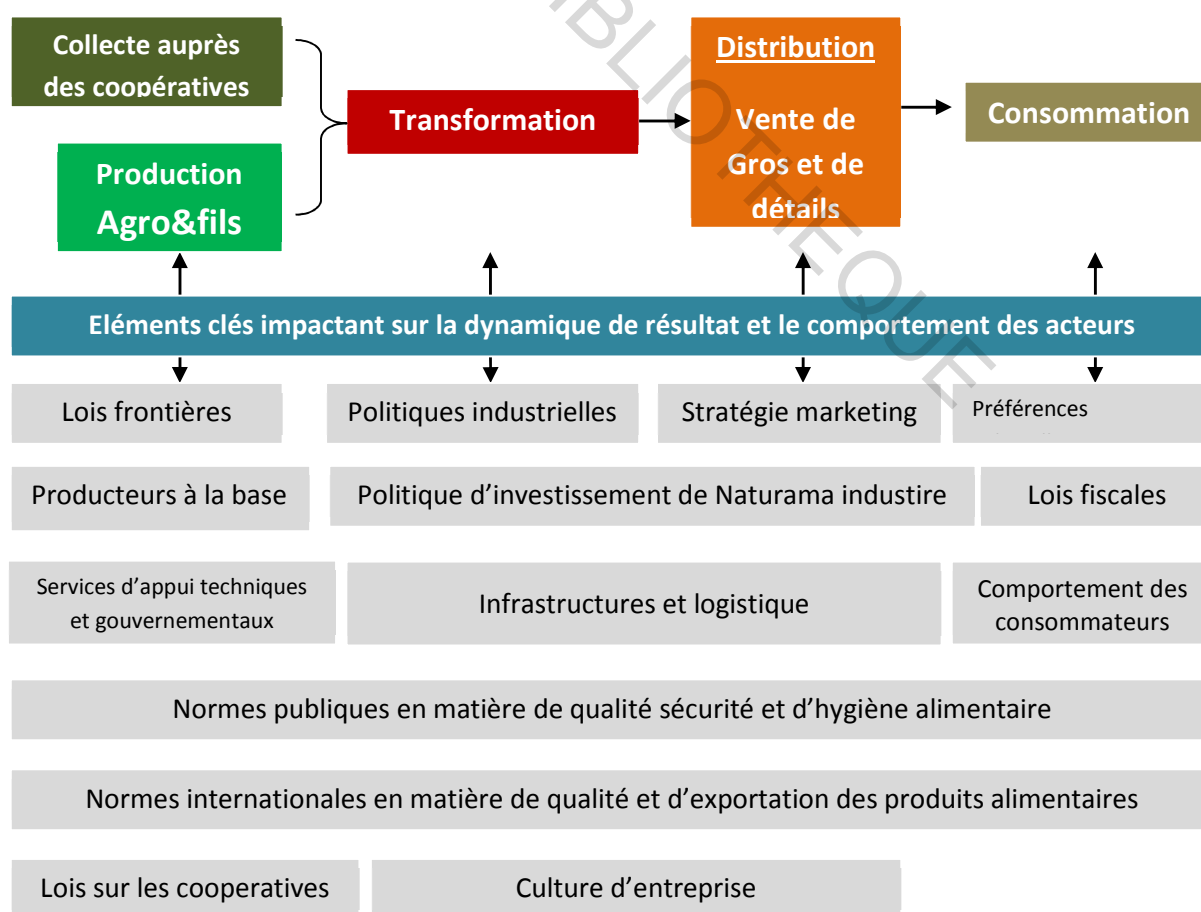 Collecte auprès
des coopératives
Production
Agro&fils
Transformation
Distribution
Vente de
Gros et de
détails
Consommation
Eléments clés impactant sur la dynamique de résultat et le comportement des acteurs
Lois frontières
Politiques industrielles
Stratégie marketing
Préférences
Producteurs à la base
Politique d’investissement de Naturama industire
Lois fiscales
Services d’appui techniques
et gouvernementaux
Infrastructures et logistique
Comportement des
consommateurs
Normes publiques en matière de qualité sécurité et d’hygiène alimentaire
Normes internationales en matière de qualité et d’exportation des produits alimentaires
Lois sur les cooperatives
Culture d’entreprise
BIBLIOTHEQUE